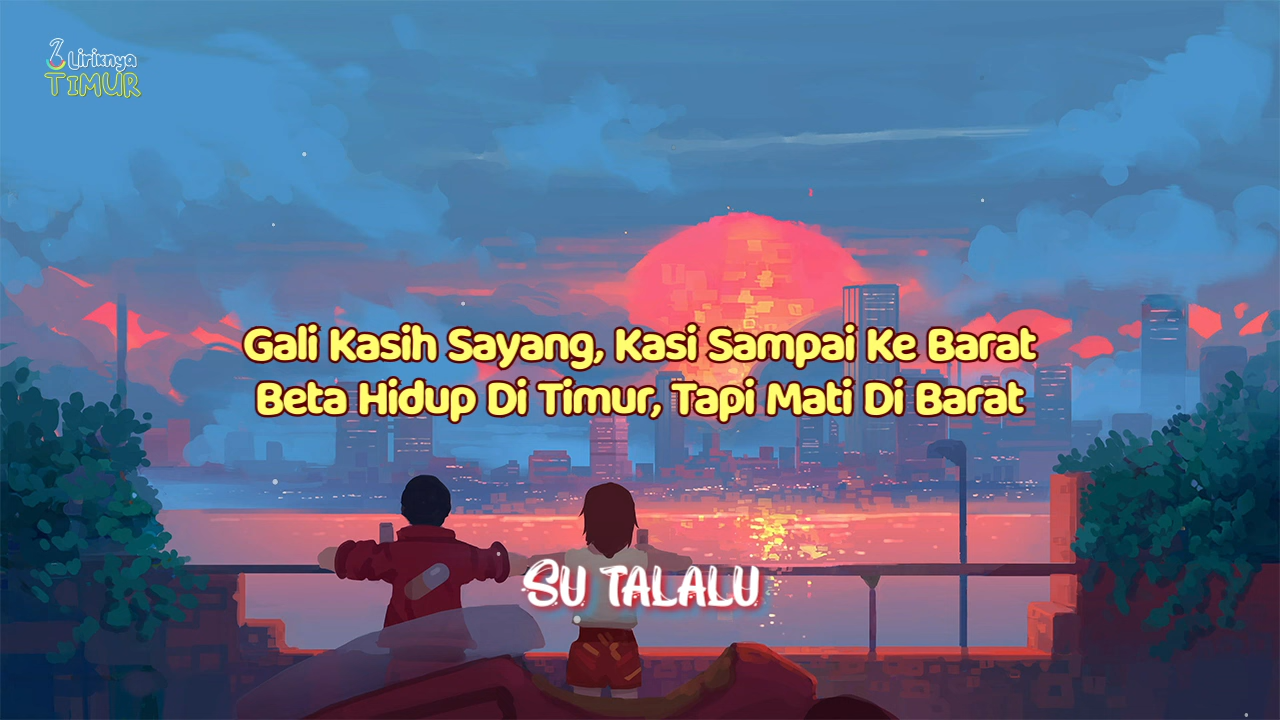 Liriknya
TIMUR
Gali Kasih Sayang, Kasi Sampai Ke Barat
Beta Hidup Di Timur, Tapi Mati Di Barat
SU TALALU